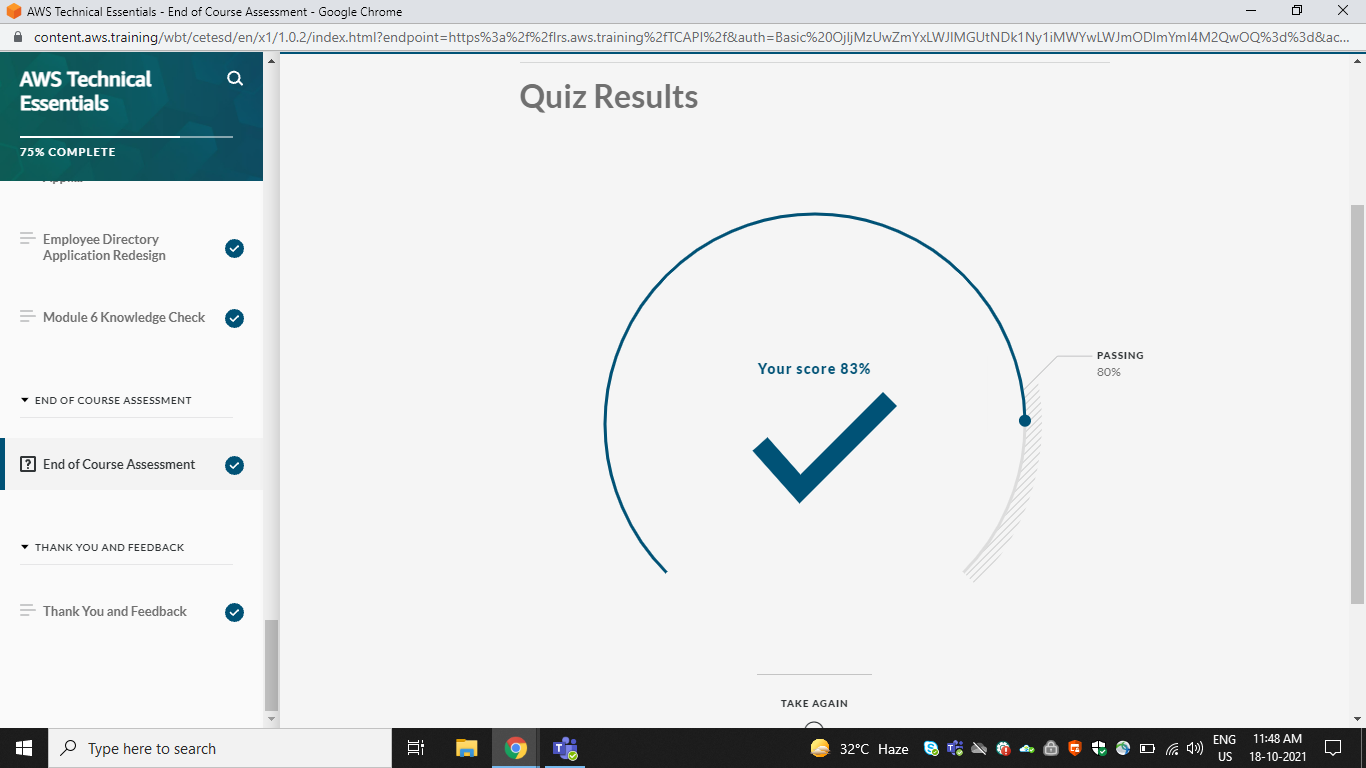 AWS Technical Essentials - End of Course Assessment - Google Chrome
content.aws.training/wbt/cetesd/en/x1/1.0.2/index.html?endpoint=https%3a%2f%2flrs.aws.training%2fTCAPI%2f&auth=Basic%20OjljMzUwZmYxLWJlMGUtNDk1Ny1iMWYwLWJmODlmYmI4M2QwOQ%3d%3d&ac...
AWS Technical
Essentials
75% COMPLETE
Employee Directory
Application Redesign
Module 6 Knowledge Check
END OF COURSE ASSESSMENT
End of Course Assessment
THANK YOU AND FEEDBACK
Thank You and Feedback
Quiz Results
Your score 83%
PASSING
80%
TAKE AGAIN
Type here to search
32°C Haze
ENG
US
11:48 AM
18-10-2021